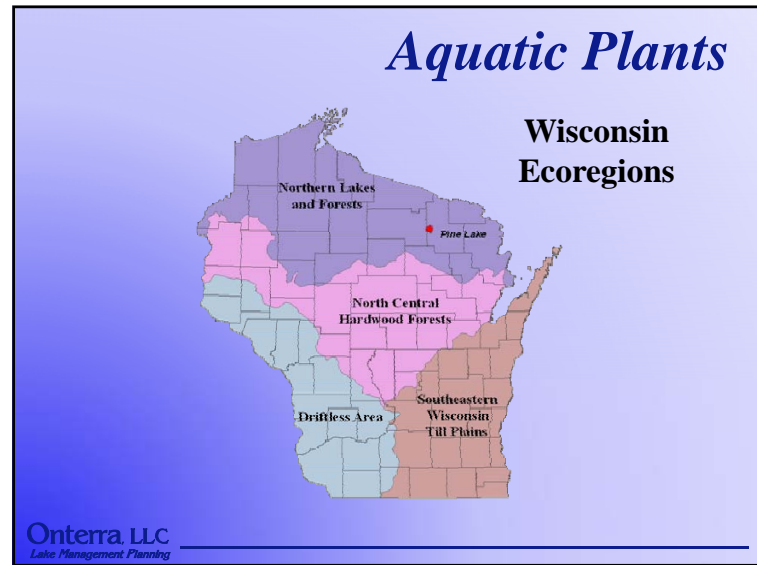 Aquatic Plants
Wisconsin
Ecoregions
Northern Lakes
and Forests
Pine Lake
North Central
Hardwood Forests
Driftless Area
Southeastern
Wisconsin
Till Plains
Onterra, LLC
Lake Management Planning